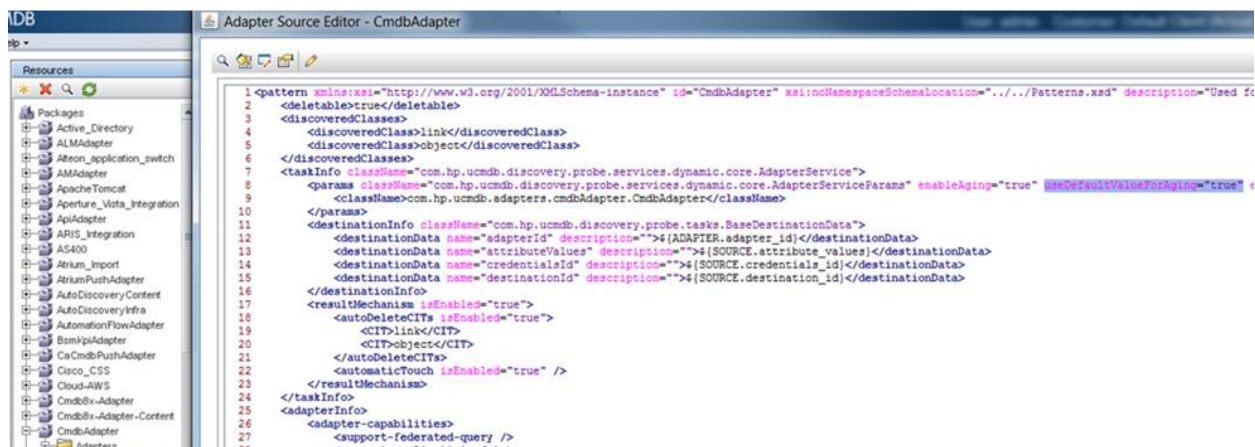 MDB
elp
Resources
Packages
Active_Directory
ALMAdapter
Alteon_application_switch
AMAdapter
ApacheTomcat
Aperture_Vista_Integration
ApiAdapter
ARIS_Integration
AS400
Atrium_Import
AtriumPushAdapter
AutoDiscoveryContent
AutoDiscoveryInfra
AutomationFlowAdapter
BsmKpiAdapter
CaCmdbPushAdapter
Cisco_CSS
Cloud-AWS
Cmdb8x-Adapter
Cmdb8x-Adapter-Content
CmdbAdapter
Adapters
Adapter Source Editor - CmdbAdapter
1 <pattern xmlns:xsi="http://www.w3.org/2001/XMLSchema-instance" id="CmdbAdapter" xsi:noNamespaceSchemaLocation="../../Patterns.xsd" description="Used fo
2 <deletable>true</deletable>
3 <discoveredClasses>
4 <discoveredClass>link</discoveredClass>
5 <discoveredClass>object</discoveredClass>
6 </discoveredClasses>
7 <taskInfo className="com.hp.ucmdb.discovery.probe.services.dynamic.core.AdapterService">
8 <params className="com.hp.ucmdb.discovery.probe.services.dynamic.core.AdapterServiceParams" enableAging="true" useDefaultValueForAging="true" e
9 <className>com.hp.ucmdb.adapters.cmdbAdapter.CmdbAdapter</className>
10 </params>
11 <destinationInfo className="com.hp.ucmdb.discovery.probe.tasks.BaseDestinationData">
12 <destinationData name="adapterId" description="">${ADAPTER.adapter_id}</destinationData>
13 <destinationData name="attributeValues" description="">${SOURCE.attribute_values}</destinationData>
14 <destinationData name="credentialsId" description="">${SOURCE.credentials_id}</destinationData>
15 <destinationData name="destinationId" description="">${SOURCE.destination_id}</destinationData>
16 </destinationInfo>
17 <resultMechanism isEnabled="true">
18 <autoDeleteCITs isEnabled="true">
19 <CIT>link</CIT>
20 <CIT>object</CIT>
21 </autoDeleteCITs>
22 <automaticTouch isEnabled="true" />
23 </resultMechanism>
24 </taskInfo>
25 <adapterInfo>
26 <adapter-capabilities>
27 <support-federated-query />